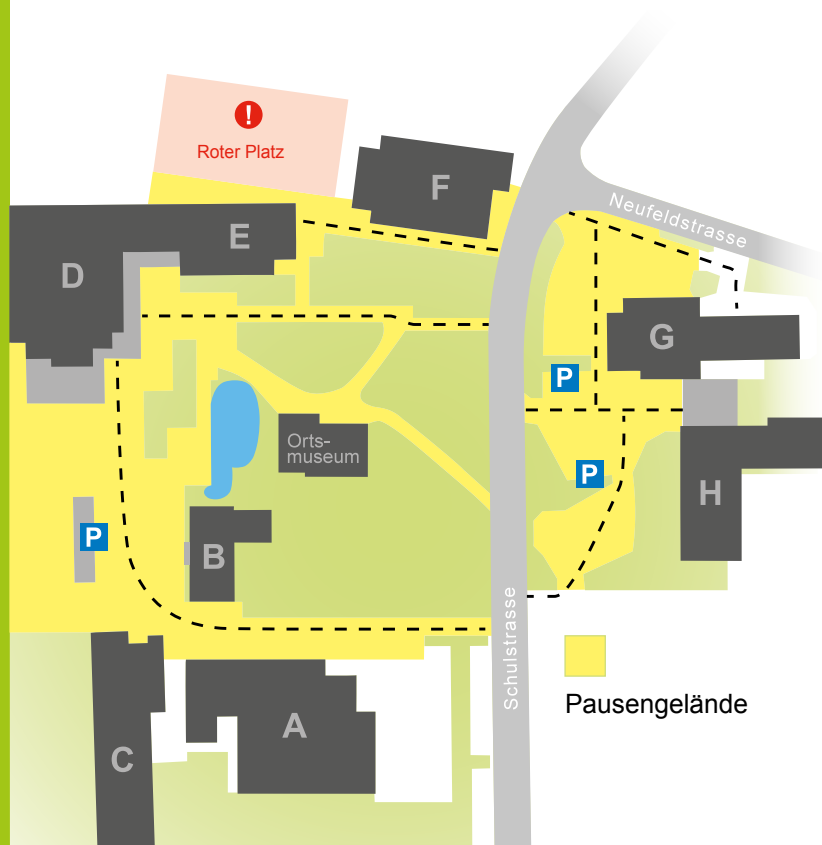 !
Roter Platz
F
Neufeldstrasse
E
D
G
P
Orts-
museum
P
H
P
B
Schulstrasse
Pausengelände
A
C